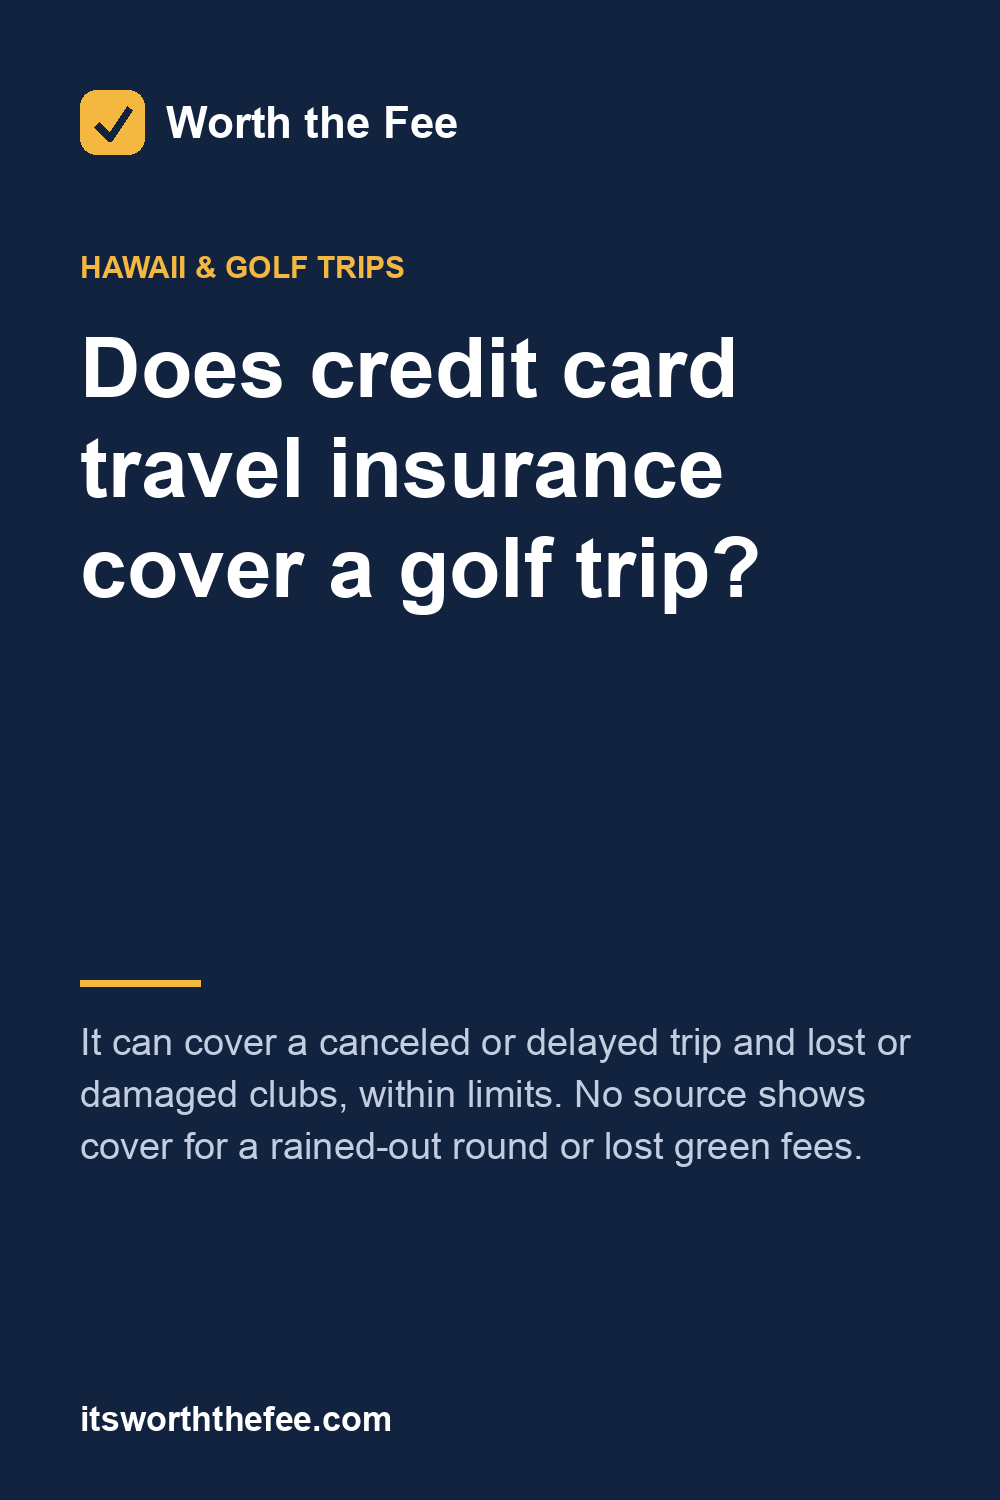 Worth the Fee
HAWAII & GOLF TRIPS
Does credit card
travel insurance
cover a golf trip?
It can cover a canceled or delayed trip and lost or
damaged clubs, within limits. No source shows
cover for a rained-out round or lost green fees.
itsworththefee.com